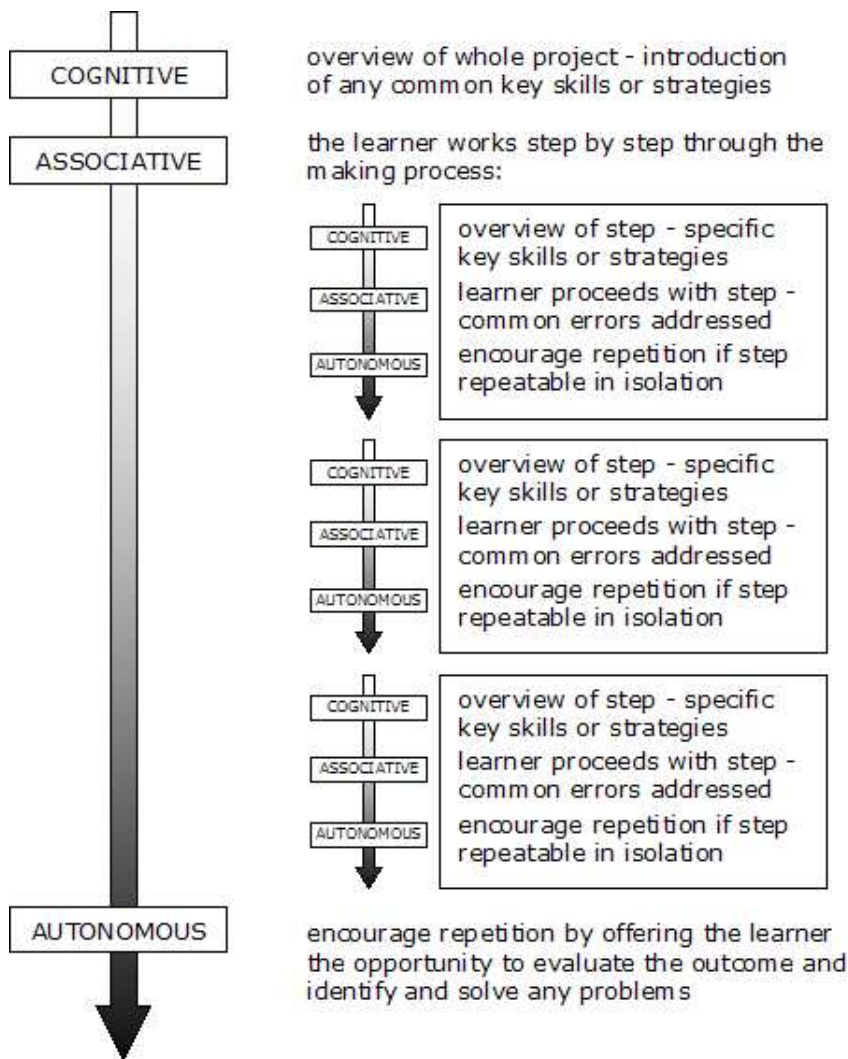 COGNITIVE
overview of whole project - introduction
of any common key skills or strategies
ASSOCIATIVE
the learner works step by step through the
making process:
COGNITIVE
overview of step - specific
key skills or strategies
ASSOCIATIVE
learner proceeds with step -
common errors addressed
AUTONOMOUS
encourage repetition if step
repeatable in isolation
COGNITIVE
overview of step - specific
key skills or strategies
ASSOCIATIVE
learner proceeds with step -
common errors addressed
AUTONOMOUS
encourage repetition if step
repeatable in isolation
COGNITIVE
overview of step - specific
key skills or strategies
ASSOCIATIVE
learner proceeds with step -
common errors addressed
AUTONOMOUS
encourage repetition if step
repeatable in isolation
AUTONOMOUS
encourage repetition by offering the learner
the opportunity to evaluate the outcome and
identify and solve any problems